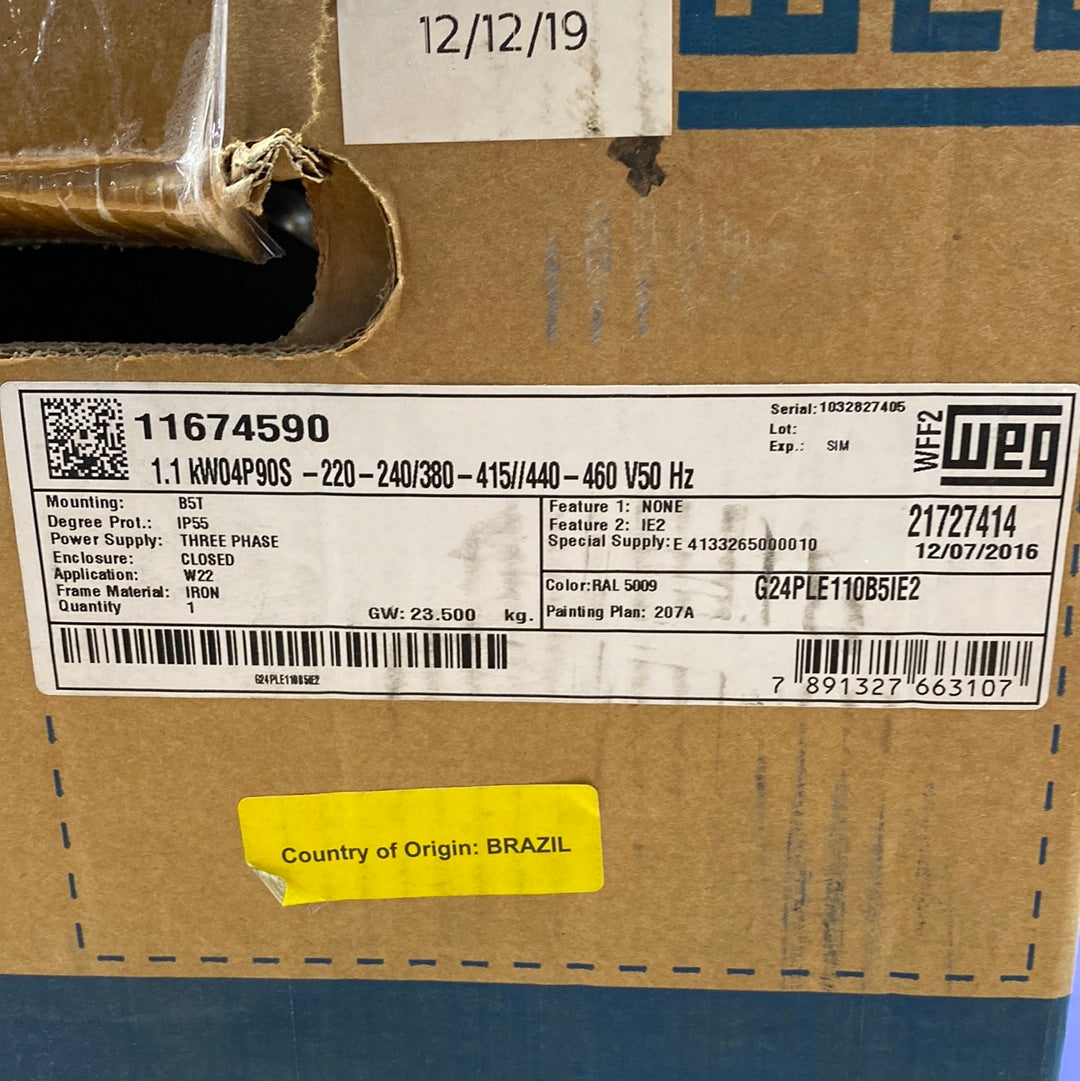 12/12/19
WEG
11674590
Serial: 1032827405
Lot:
Exp.: SIM
WFF2
weg
1.1 kW04P90S -220-240/380-415//440-460 V50 Hz
Mounting: B5T
Degree Prot.: IP55
Power Supply: THREE PHASE
Enclosure: CLOSED
Application: W22
Frame Material: IRON
Quantity 1
GW: 23.500 kg.
Feature 1: NONE
Feature 2: IE2
Special Supply: E 4133265000010
21727414
12/07/2016
Color: RAL 5009
G24PLE110B5IE2
Painting Plan: 207A
G24PLE110B5IE2
7 891327 663107
Country of Origin: BRAZIL